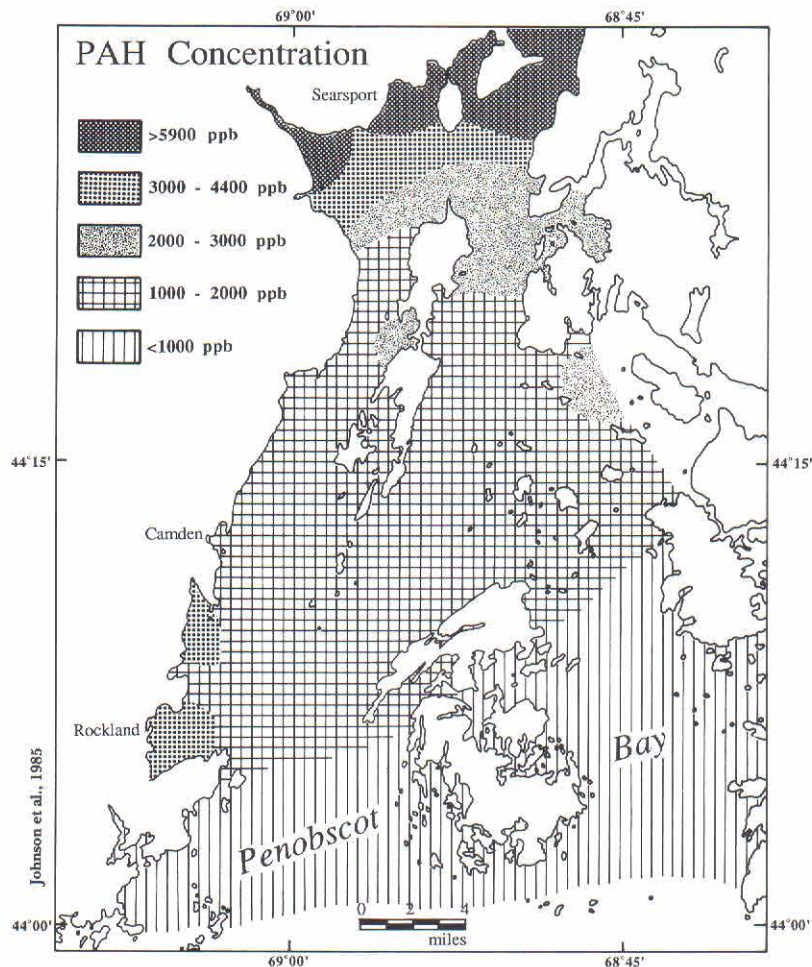 69°00'
68°45'
PAH Concentration
Searsport
>5900 ppb
3000 - 4400 ppb
2000 - 3000 ppb
1000 - 2000 ppb
<1000 ppb
44°15'
44°15'
Camden
Rockland
Bay
Penobscot
Johnson et al., 1985
0 2 4
miles
44°00'
44°00'
69°00'
68°45'